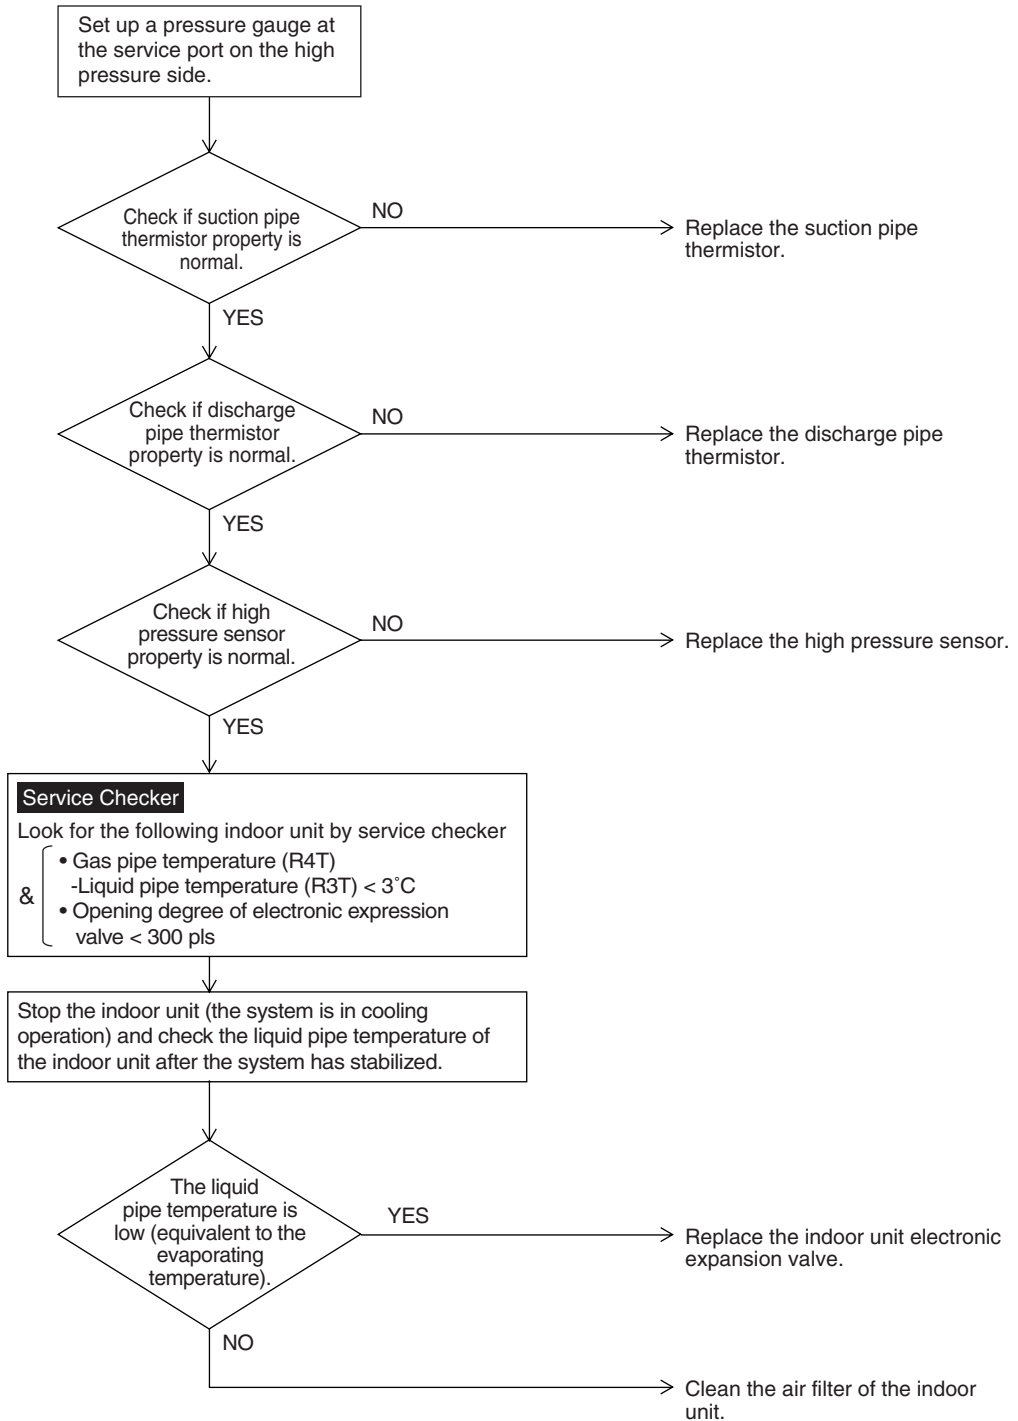 Set up a pressure gauge at
the service port on the high
pressure side.
Check if suction pipe
thermistor property is
normal.
NO
Replace the suction pipe
thermistor.
YES
Check if discharge
pipe thermistor
property is normal.
NO
Replace the discharge pipe
thermistor.
YES
Check if high
pressure sensor
property is normal.
NO
Replace the high pressure sensor.
YES
Service Checker
Look for the following indoor unit by service checker
&
• Gas pipe temperature (R4T)
-Liquid pipe temperature (R3T) < 3˚C
• Opening degree of electronic expression
valve < 300 pls
Stop the indoor unit (the system is in cooling
operation) and check the liquid pipe temperature of
the indoor unit after the system has stabilized.
The liquid
pipe temperature is
low (equivalent to the
evaporating
temperature).
YES
Replace the indoor unit electronic
expansion valve.
NO
Clean the air filter of the indoor
unit.